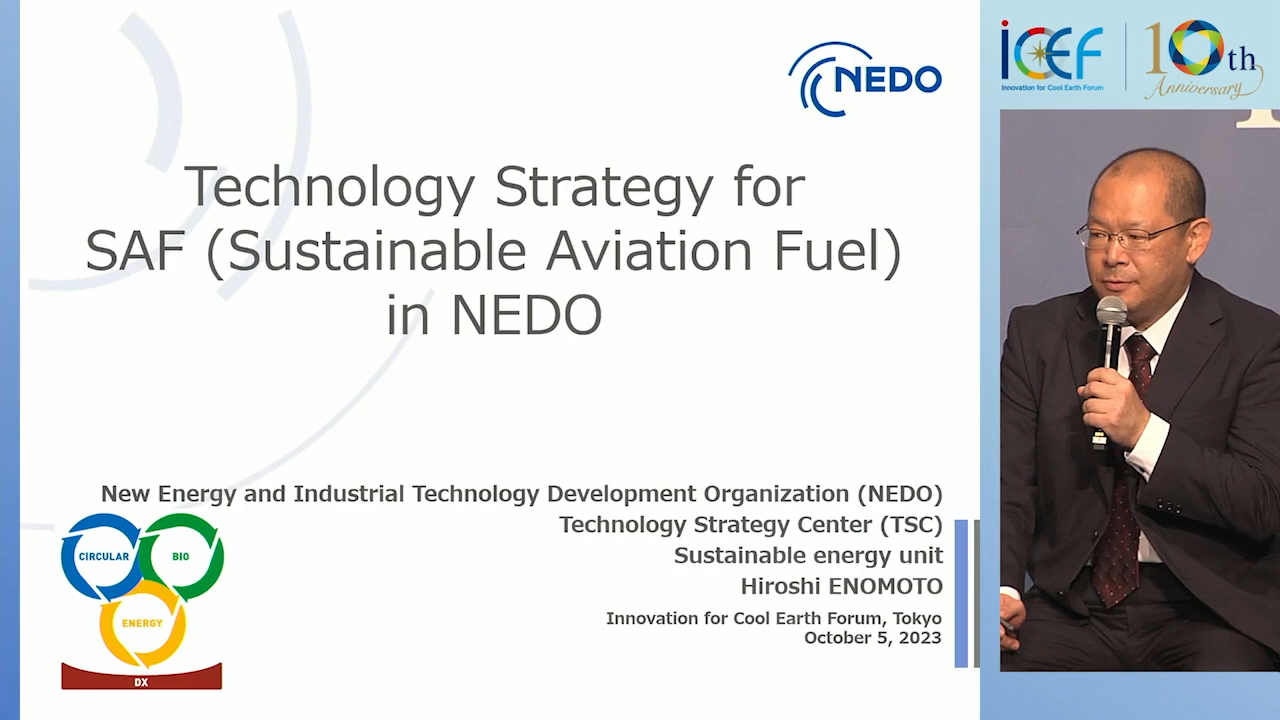 NEDO
Technology Strategy for
SAF (Sustainable Aviation Fuel)
in NEDO
New Energy and Industrial Technology Development Organization (NEDO)
Technology Strategy Center (TSC)
Sustainable energy unit
Hiroshi ENOMOTO
Innovation for Cool Earth Forum, Tokyo
October 5, 2023
CIRCULAR
BIO
ENERGY
DX
ICEF
Innovation for Cool Earth Forum
10th
Anniversary